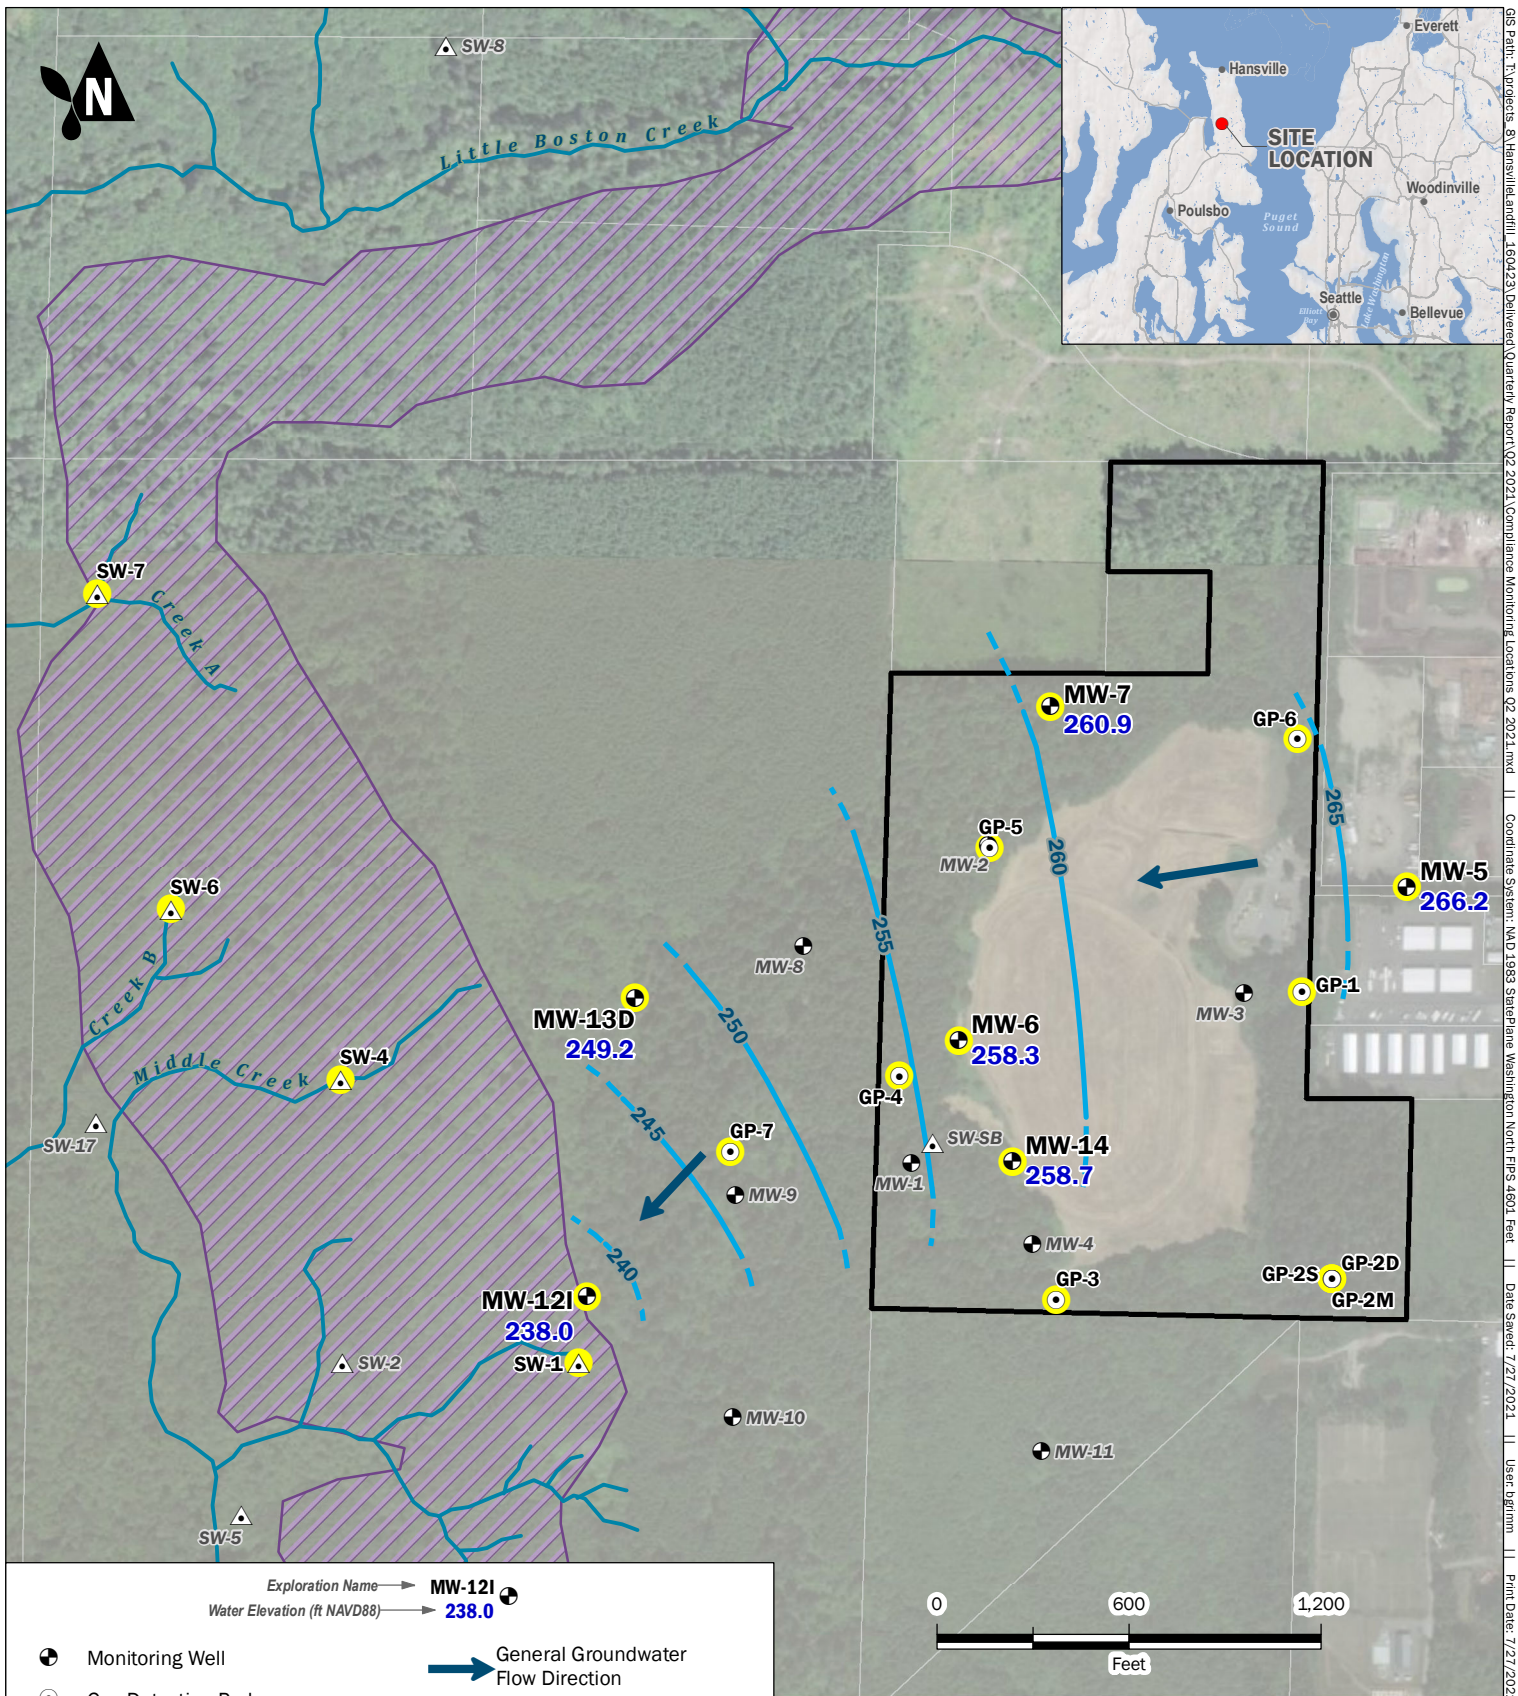 N
SW-8
Little Boston Creek
Everett
Hansville
SITE
LOCATION
Woodinville
Poulsbo
Puget
Sound
Lake Washington
Seattle
Elliott
Bay
Bellevue
SW-7
Creek A
MW-7
260.9
GP-6
265
GP-5
MW-2
260
MW-5
266.2
SW-6
255
MW-8
Creek B
MW-13D
249.2
250
MW-6
258.3
MW-3
GP-1
SW-4
Middle Creek
GP-4
SW-17
245
GP-7
SW-SB
MW-14
258.7
MW-1
MW-9
MW-4
240
GP-3
GP-2S
GP-2D
GP-2M
MW-12I
238.0
SW-1
SW-2
MW-10
MW-11
SW-5
Exploration Name
MW-12I
Water Elevation (ft NAVD88)
238.0
Monitoring Well
General Groundwater
Flow Direction
0 600 1,200
Feet
GIS Path: T:\projects_8\HansvilleLandfill_160423\Delivered\Quarterly Report\Q2 2021\Compliance Monitoring Locations Q2 2021.mxd || Coordinate System: NAD 1983 StatePlane Washington North FIPS 4601 Feet || Date Saved: 7/27/2021 || User: bgrimm || Print Date: 7/27/202